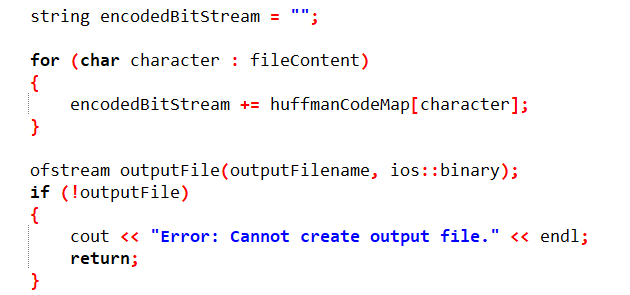 string encodedBitStream = "";
for (char character : fileContent)
{
encodedBitStream += huffmanCodeMap[character];
}
ofstream outputFile(outputFilename, ios::binary);
if (!outputFile)
{
cout << "Error: Cannot create output file." << endl;
return;
}